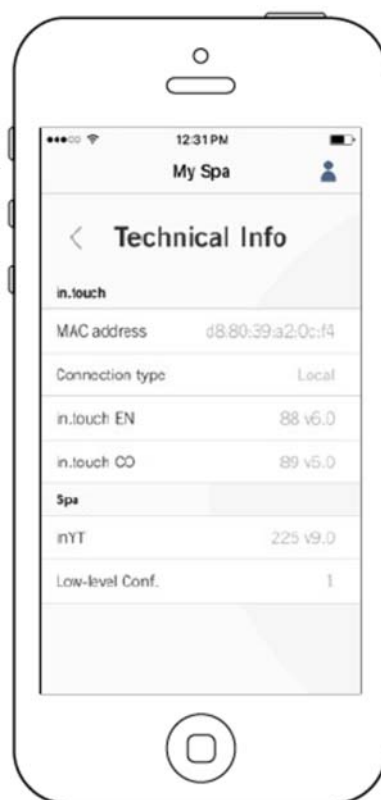 12:31 PM
My Spa
Technical Info
in.touch
MAC address d8:80:39:a2:0c:f4
Connection type Local
in.touch EN 88 v6.0
in.touch CO 89 v5.0
Spa
inYT 225 v9.0
Low-level Conf. 1